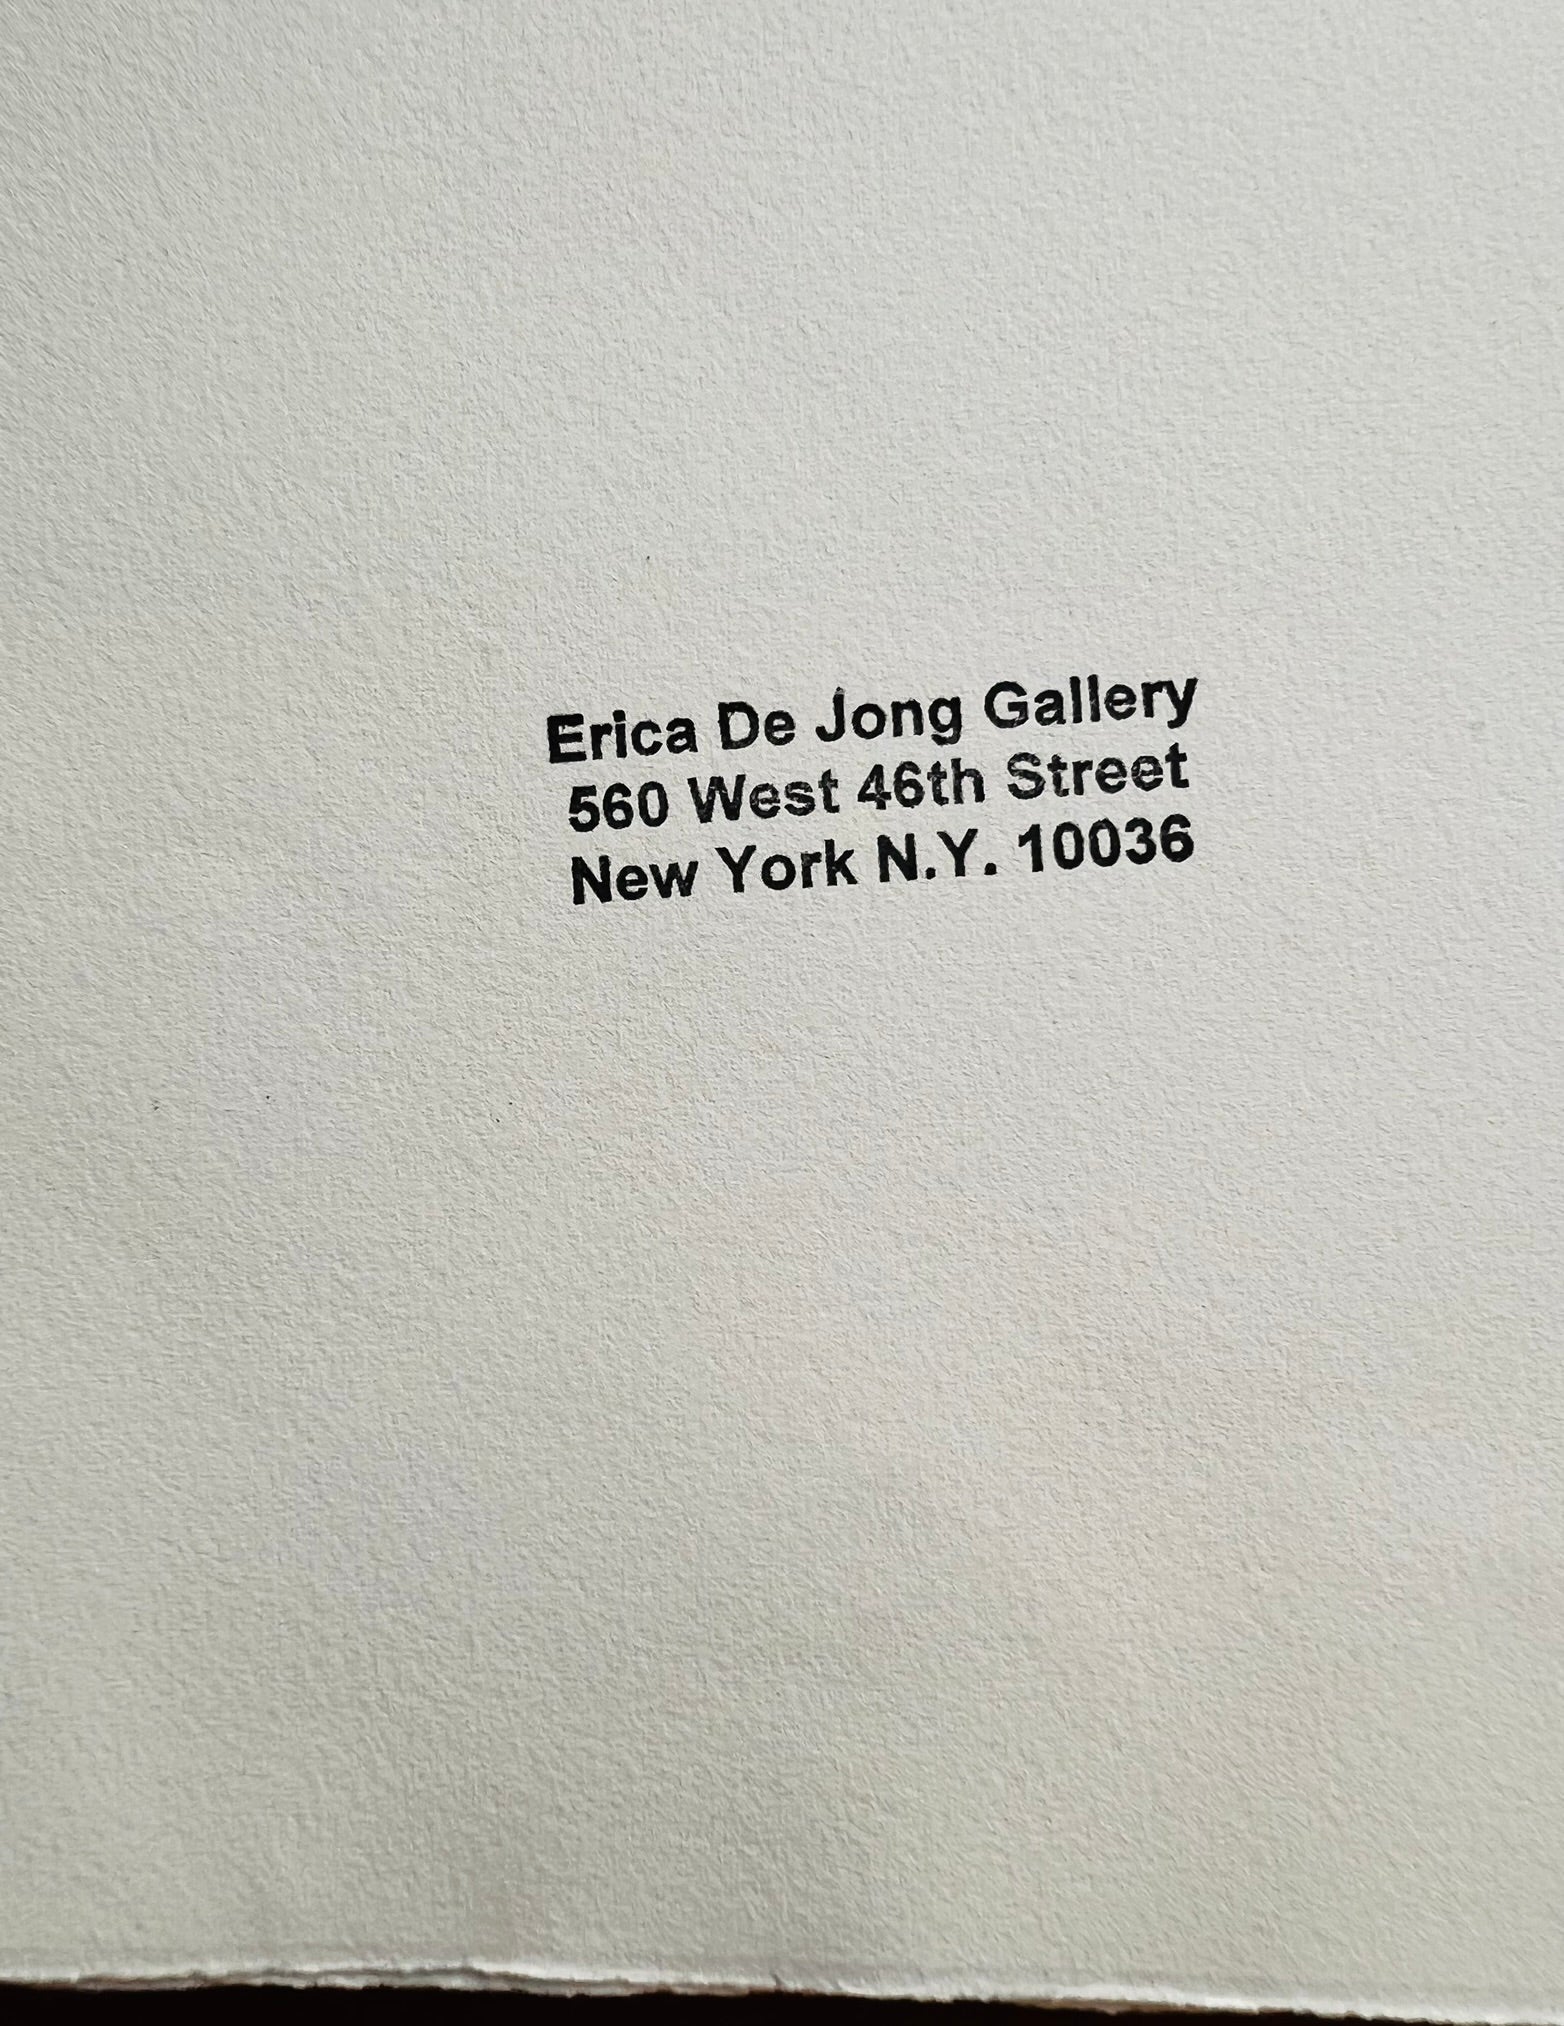 Erica De Jong Gallery
560 West 46th Street
New York N.Y. 10036